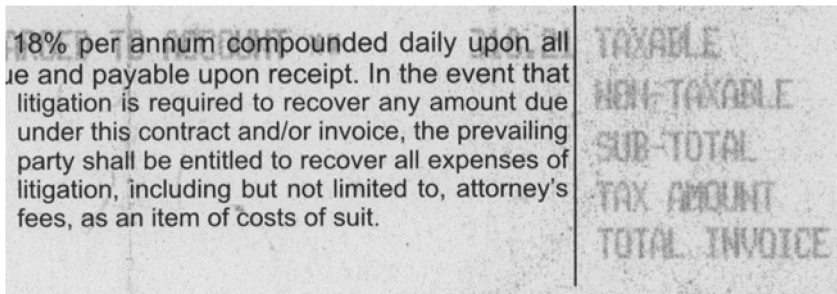 18% per annum compounded daily upon all
ue and payable upon receipt. In the event that
litigation is required to recover any amount due
under this contract and/or invoice, the prevailing
party shall be entitled to recover all expenses of
litigation, including but not limited to, attorney's
fees, as an item of costs of suit.
TAXABLE
NON-TAXABLE
SUB-TOTAL
TAX AMOUNT
TOTAL INVOICE